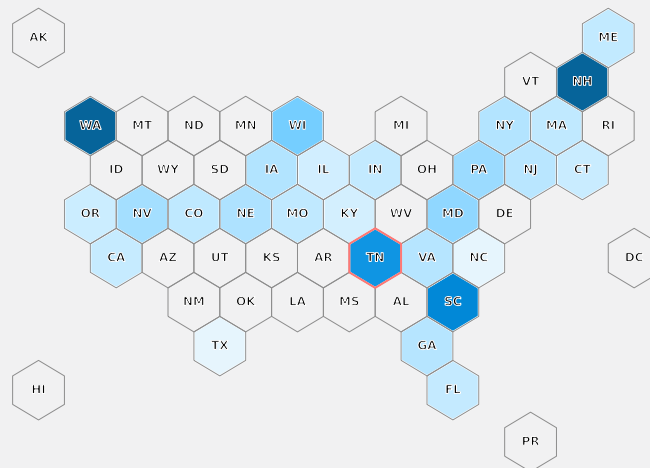 AK
ME
VT NH
WA MT ND MN WI MI NY MA RI
ID WY SD IA IL IN OH PA NJ CT
OR NV CO NE MO KY WV MD DE
CA AZ UT KS AR TN VA NC DC
NM OK LA MS AL SC
TX GA
HI FL
PR